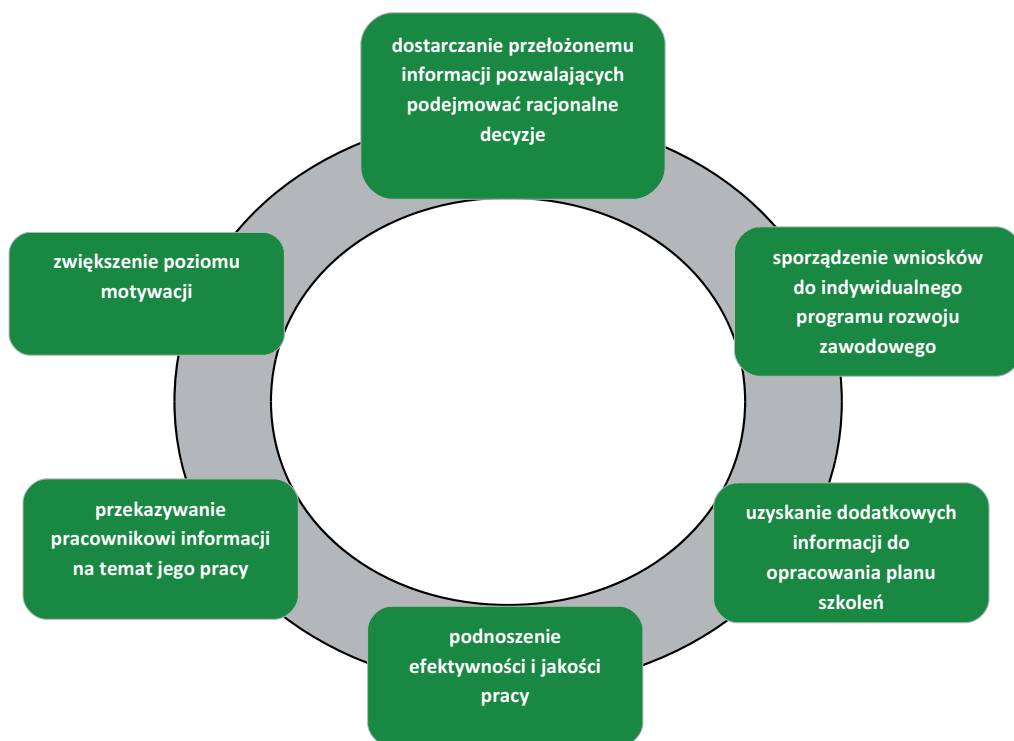 dostarczanie przełożonemu
informacji pozwalających
podejmować racjonalne
decyzje
zwiększenie poziomu
motywacji
sporządzenie wniosków
do indywidualnego
programu rozwoju
zawodowego
przekazywanie
pracownikowi informacji
na temat jego pracy
uzyskanie dodatkowych
informacji do
opracowania planu
szkoleń
podnoszenie
efektywności i jakości
pracy